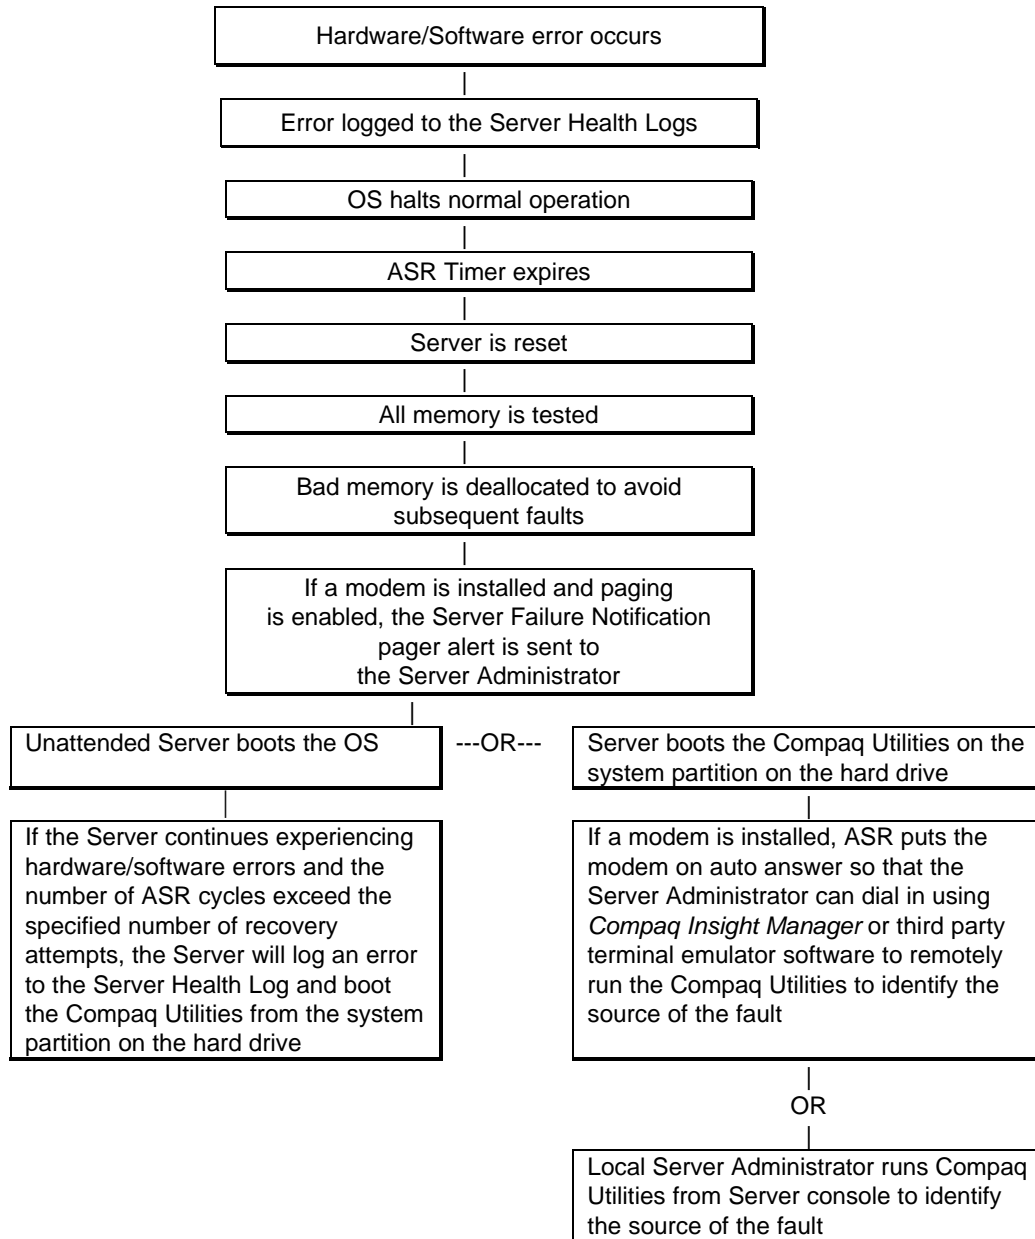 Hardware/Software error occurs
|
Error logged to the Server Health Logs
|
OS halts normal operation
|
ASR Timer expires
|
Server is reset
|
All memory is tested
|
Bad memory is deallocated to avoid
subsequent faults
|
If a modem is installed and paging
is enabled, the Server Failure Notification
pager alert is sent to
the Server Administrator
|
Unattended Server boots the OS
---OR---
Server boots the Compaq Utilities on the
system partition on the hard drive
|
If the Server continues experiencing
hardware/software errors and the
number of ASR cycles exceed the
specified number of recovery
attempts, the Server will log an error
to the Server Health Log and boot
the Compaq Utilities from the system
partition on the hard drive
|
If a modem is installed, ASR puts the
modem on auto answer so that the
Server Administrator can dial in using
Compaq Insight Manager or third party
terminal emulator software to remotely
run the Compaq Utilities to identify the
source of the fault
|
OR
|
Local Server Administrator runs Compaq
Utilities from Server console to identify
the source of the fault